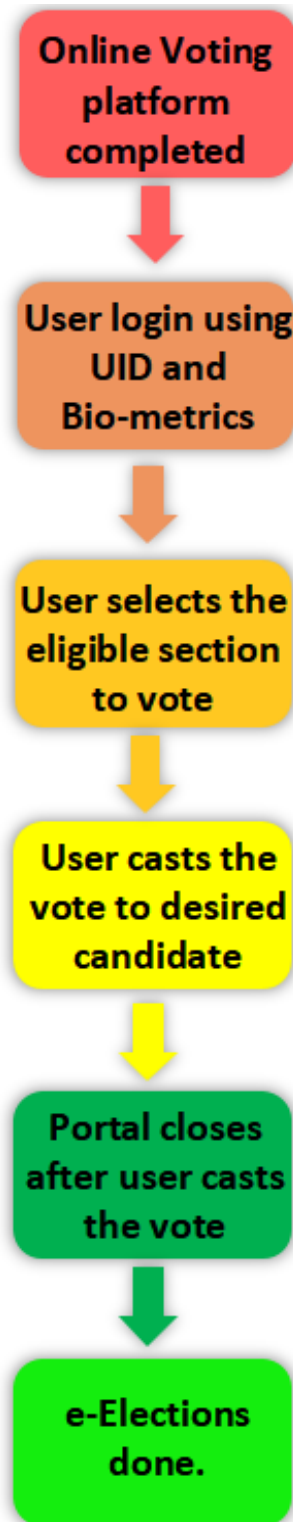 Online Voting
platform
completed
User login using
UID and
Bio-metrics
User selects the
eligible section
to vote
User casts the
vote to desired
candidate
Portal closes
after user casts
the vote
e-Elections
done.